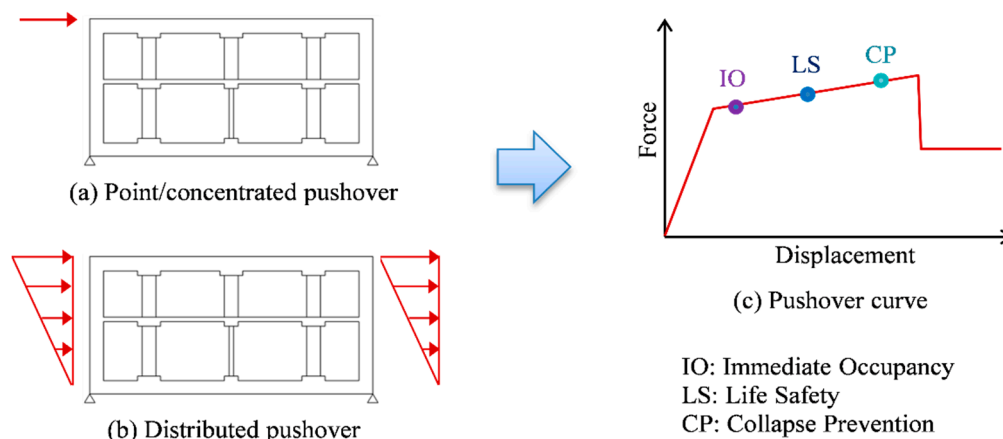 (a) Point/concentrated pushover
(b) Distributed pushover
IO
LS
CP
Force
Displacement
(c) Pushover curve
IO: Immediate Occupancy
LS: Life Safety
CP: Collapse Prevention